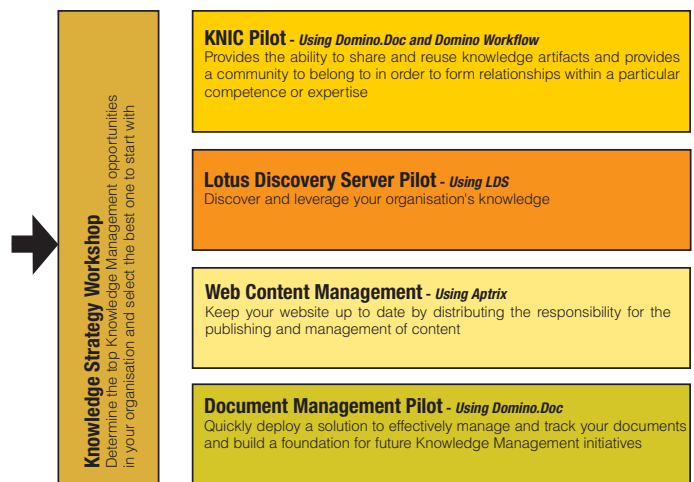 Knowledge Strategy Workshop
Determine the top Knowledge Management opportunities
in your organisation and select the best one to start with
KNIC Pilot - Using Domino.Doc and Domino Workflow
Provides the ability to share and reuse knowledge artifacts and provides
a community to belong to in order to form relationships within a particular
competence or expertise
Lotus Discovery Server Pilot - Using LDS
Discover and leverage your organisation's knowledge
Web Content Management - Using Aptrix
Keep your website up to date by distributing the responsibility for the
publishing and management of content
Document Management Pilot - Using Domino.Doc
Quickly deploy a solution to effectively manage and track your documents
and build a foundation for future Knowledge Management initiatives